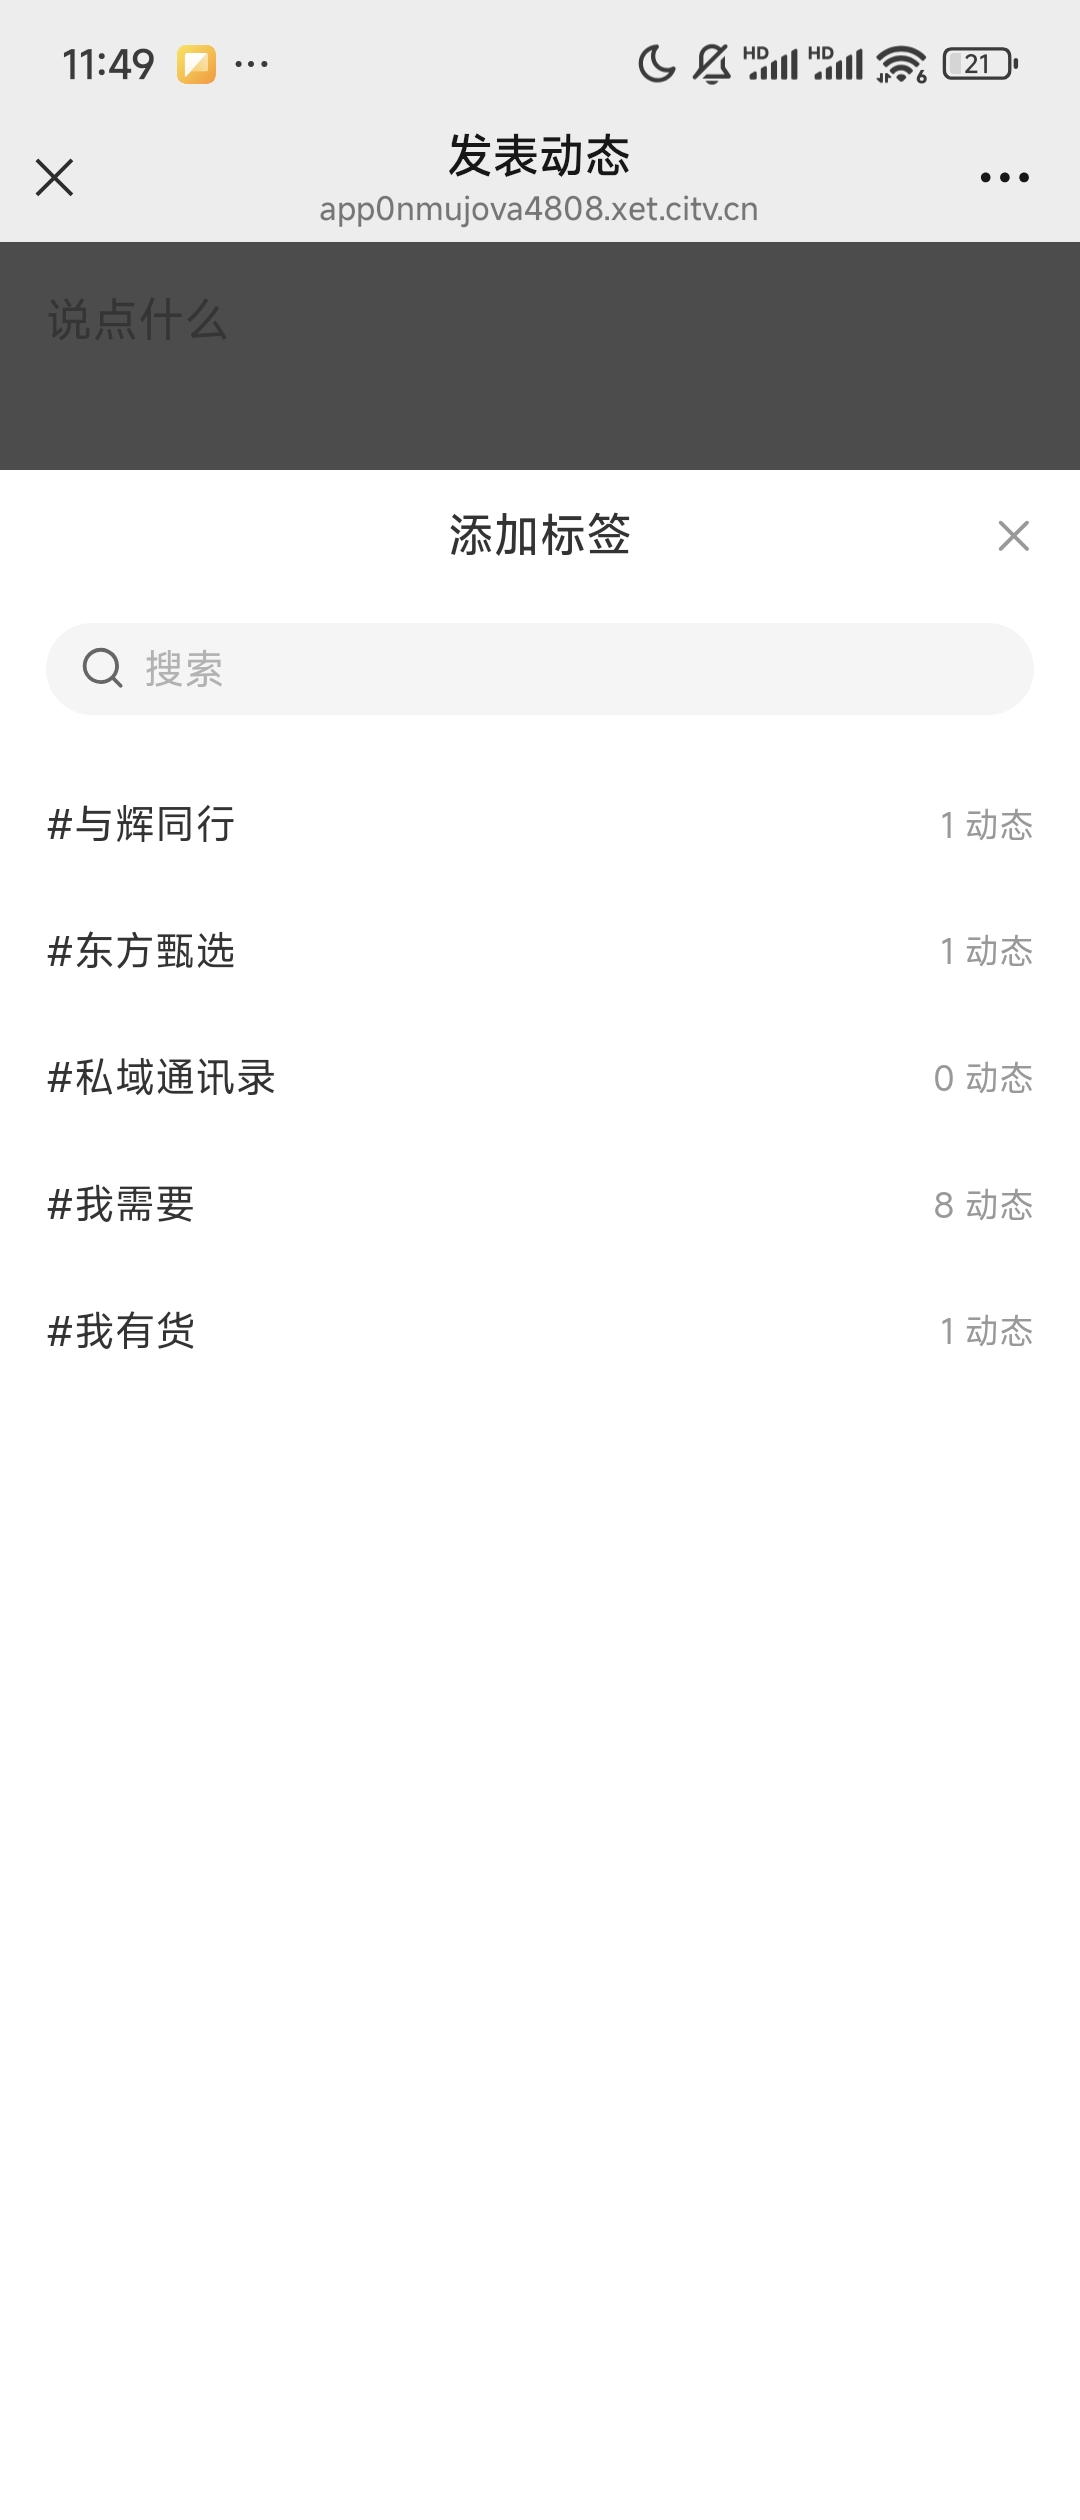 11:49
HD HD 6 21
发表动态
app0nmujova4808.xet.citv.cn
说点什么
添加标签
搜索
#与辉同行 1 动态
#东方甄选 1 动态
#私域通讯录 0 动态
#我需要 8 动态
#我有货 1 动态